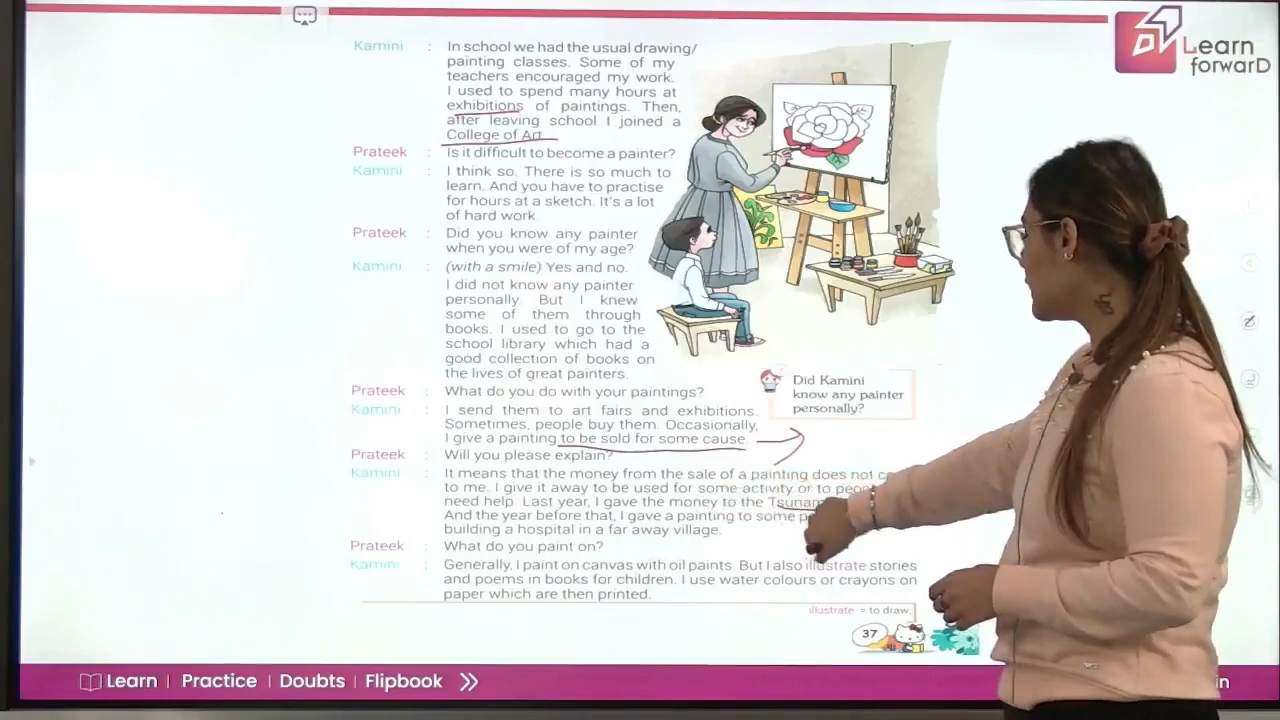 Learn
forwarD
Kamini : In school we had the usual drawing/
painting classes. Some of my
teachers encouraged my work.
I used to spend many hours at
exhibitions of paintings. Then,
after leaving school I joined a
College of Art.
Prateek : Is it difficult to become a painter?
Kamini : I think so. There is so much to
learn. And you have to practise
for hours at a sketch. It's a lot
of hard work.
Prateek : Did you know any painter
when you were of my age?
Kamini : (with a smile) Yes and no.
I did not know any painter
personally. But I knew
some of them through
books. I used to go to the
school library which had a
good collection of books on
the lives of great painters.
Prateek : What do you do with your paintings?
Kamini : I send them to art fairs and exhibitions.
Sometimes, people buy them. Occasionally,
I give a painting to be sold for some cause.
Did Kamini
know any painter
personally?
Prateek : Will you please explain?
Kamini : It means that the money from the sale of a painting does not
to me. I give it away to be used for some activity or to
need help. Last year, I gave the money to the
And the year before that, I gave a painting to some
building a hospital in a far away village.
Prateek : What do you paint on?
Kamini : Generally, I paint on canvas with oil paints. But I also illustrate stories
and poems in books for children. I use water colours or crayons on
paper which are then printed.
illustrate = to draw;
37
Learn | Practice | Doubts | Flipbook >>
in